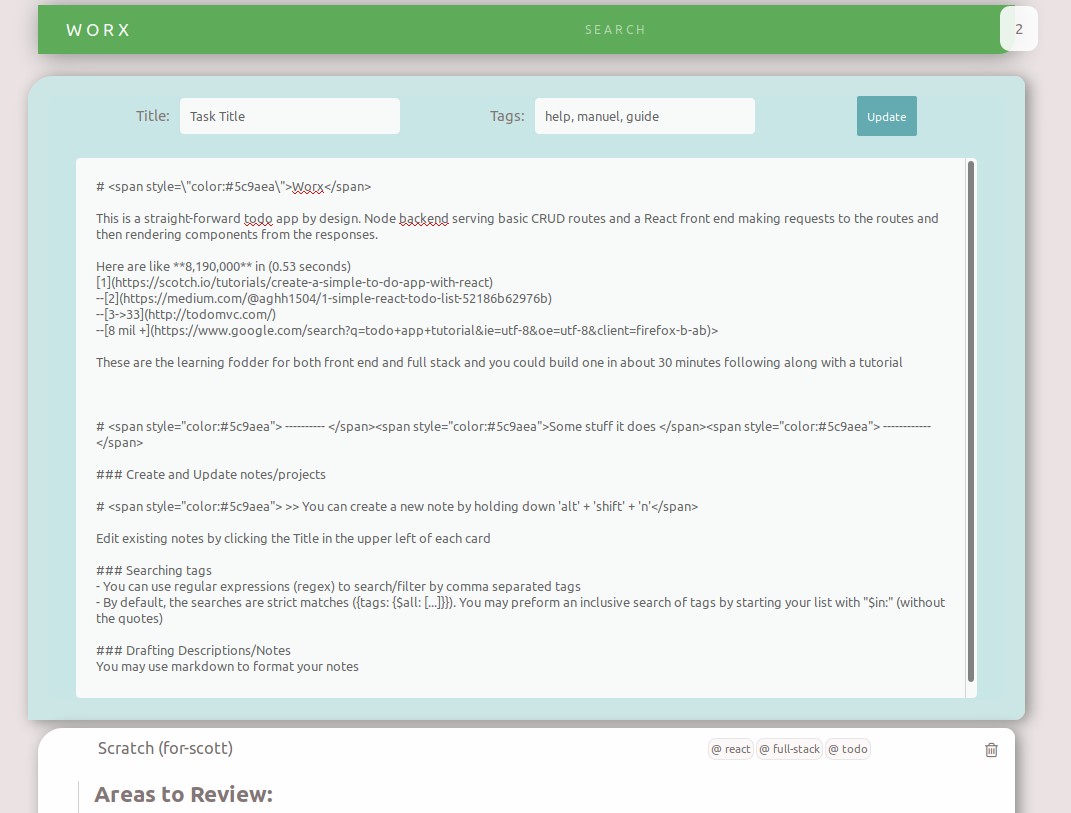 WORX SEARCH 2
Title: Task Title Tags: help, manuel, guide Update
# <span style=\"color:#5c9aea\">Worx</span>
This is a straight-forward todo app by design. Node backend serving basic CRUD routes and a React front end making requests to the routes and
then rendering components from the responses.
Here are like **8,190,000** in (0.53 seconds)
[1](https://scotch.io/tutorials/create-a-simple-to-do-app-with-react)
--[2](https://medium.com/@aghh1504/1-simple-react-todo-list-52186b62976b)
--[3->33](http://todomvc.com/)
--[8 mil +](https://www.google.com/search?q=todo+app+tutorial&ie=utf-8&oe=utf-8&client=firefox-b-ab)>
These are the learning fodder for both front end and full stack and you could build one in about 30 minutes following along with a tutorial
# <span style="color:#5c9aea"> ---------- </span><span style="color:#5c9aea">Some stuff it does </span><span style="color:#5c9aea"> ------------
</span>
### Create and Update notes/projects
# <span style="color:#5c9aea"> >> You can create a new note by holding down 'alt' + 'shift' + 'n'</span>
Edit existing notes by clicking the Title in the upper left of each card
### Searching tags
- You can use regular expressions (regex) to search/filter by comma separated tags
- By default, the searches are strict matches ({tags: {$all: [...]}}). You may preform an inclusive search of tags by starting your list with "$in:" (without
the quotes)
### Drafting Descriptions/Notes
You may use markdown to format your notes
Scratch (for-scott) @ react @ full-stack @ todo
Areas to Review: